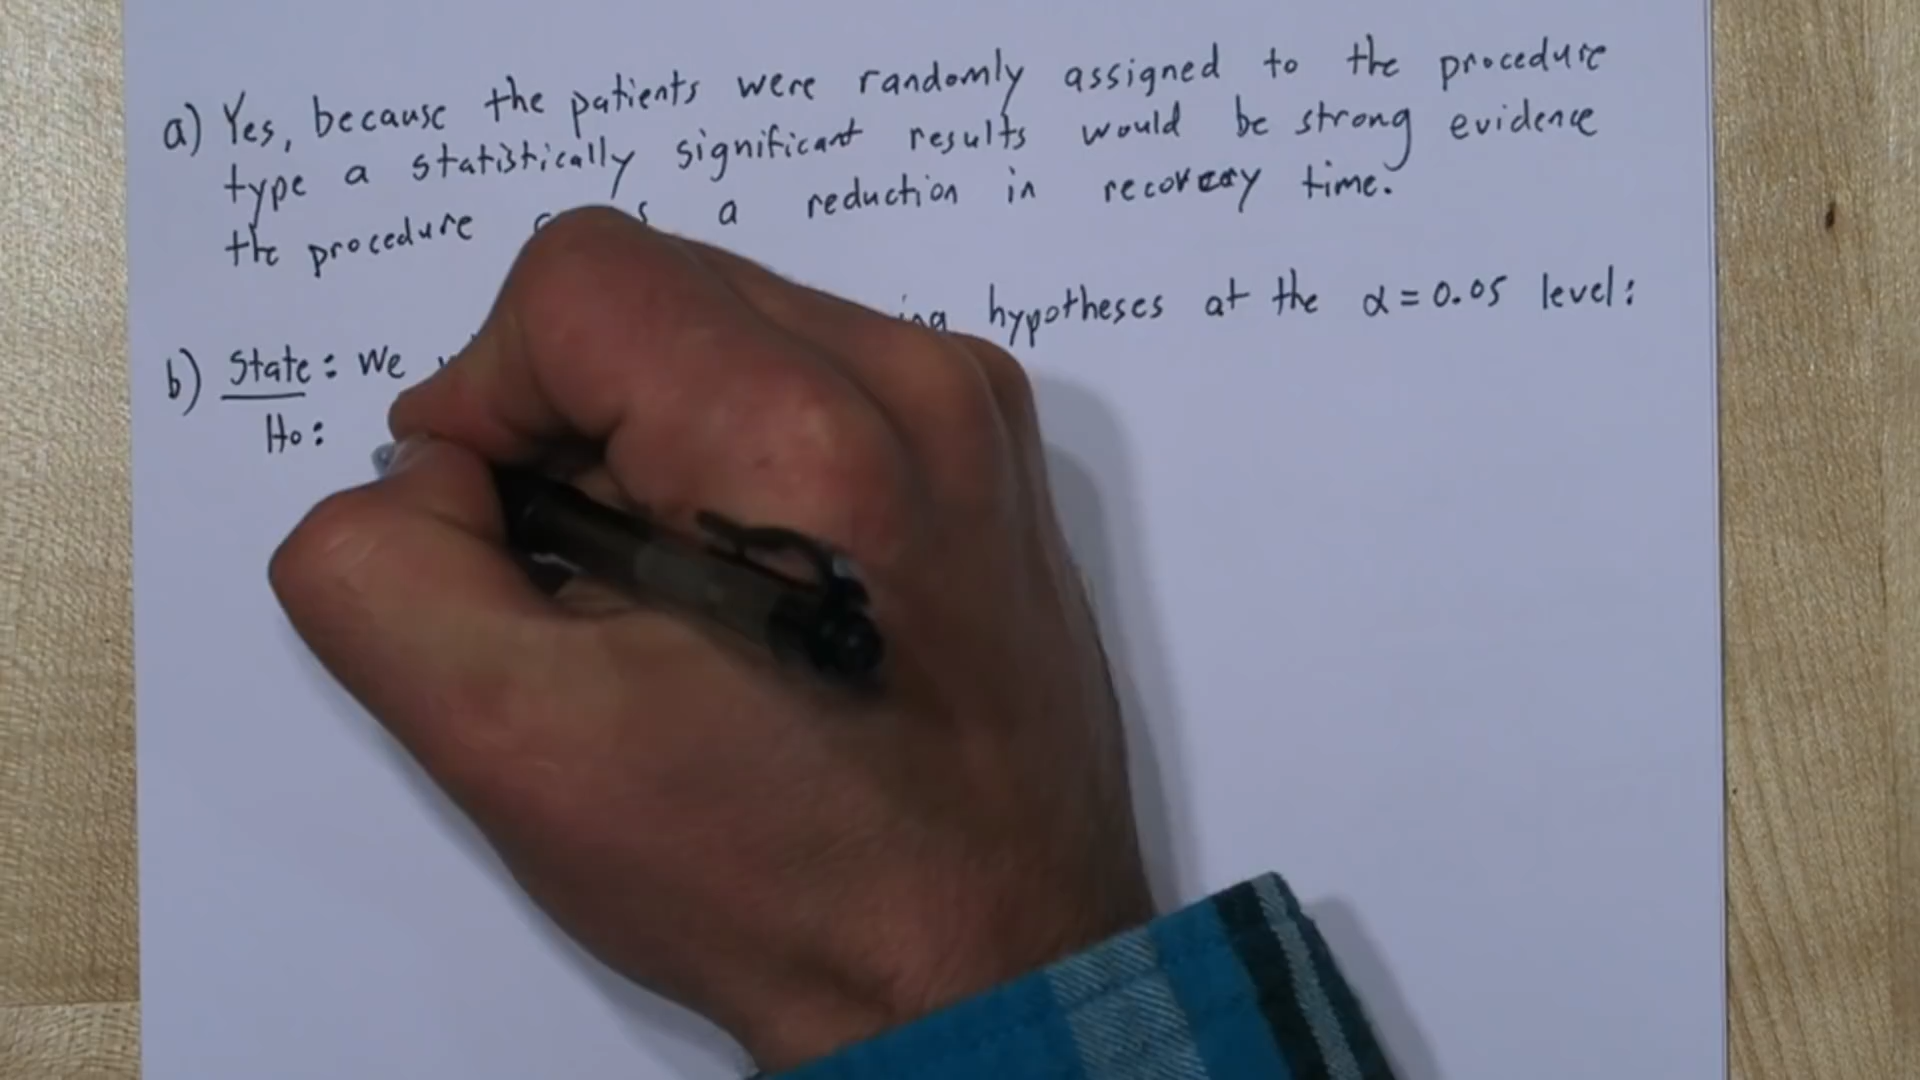 a) Yes, because the patients were randomly assigned to the procedure
type a statistically significant results would be strong evidence
the procedure a reduction in recovery time.
b) State: We hypotheses at the α = 0.05 level:
Ho: